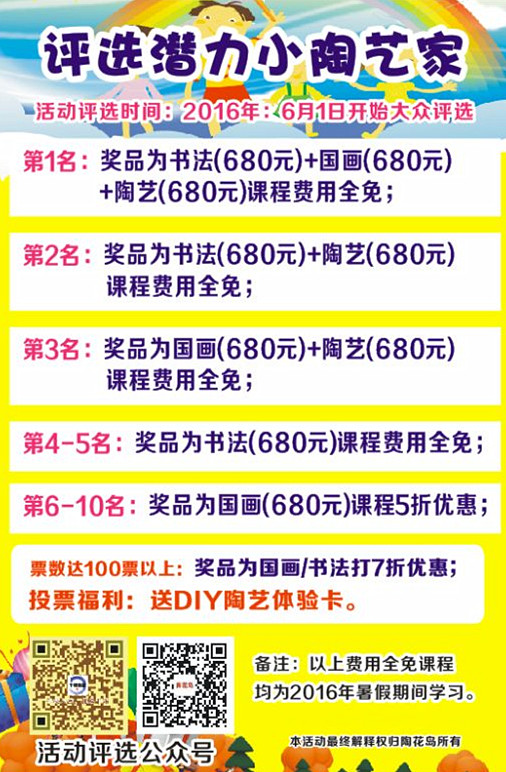 评选潜力小陶艺家
活动评选时间：2016年：6月1日开始大众评选
第1名：奖品为书法(680元)+国画(680元)
+陶艺(680元)课程费用全免；
第2名：奖品为书法(680元)+陶艺(680元)
课程费用全免；
第3名：奖品为国画(680元)+陶艺(680元)
课程费用全免；
第4-5名：奖品为书法(680元)课程费用全免；
第6-10名：奖品为国画(680元)课程5折优惠；
票数达100票以上：奖品为国画/书法打7折优惠；
投票福利：送DIY陶艺体验卡。
备注：以上费用全免课程
均为2016年暑假期间学习。
活动评选公众号
本活动最终解释权归陶花岛所有